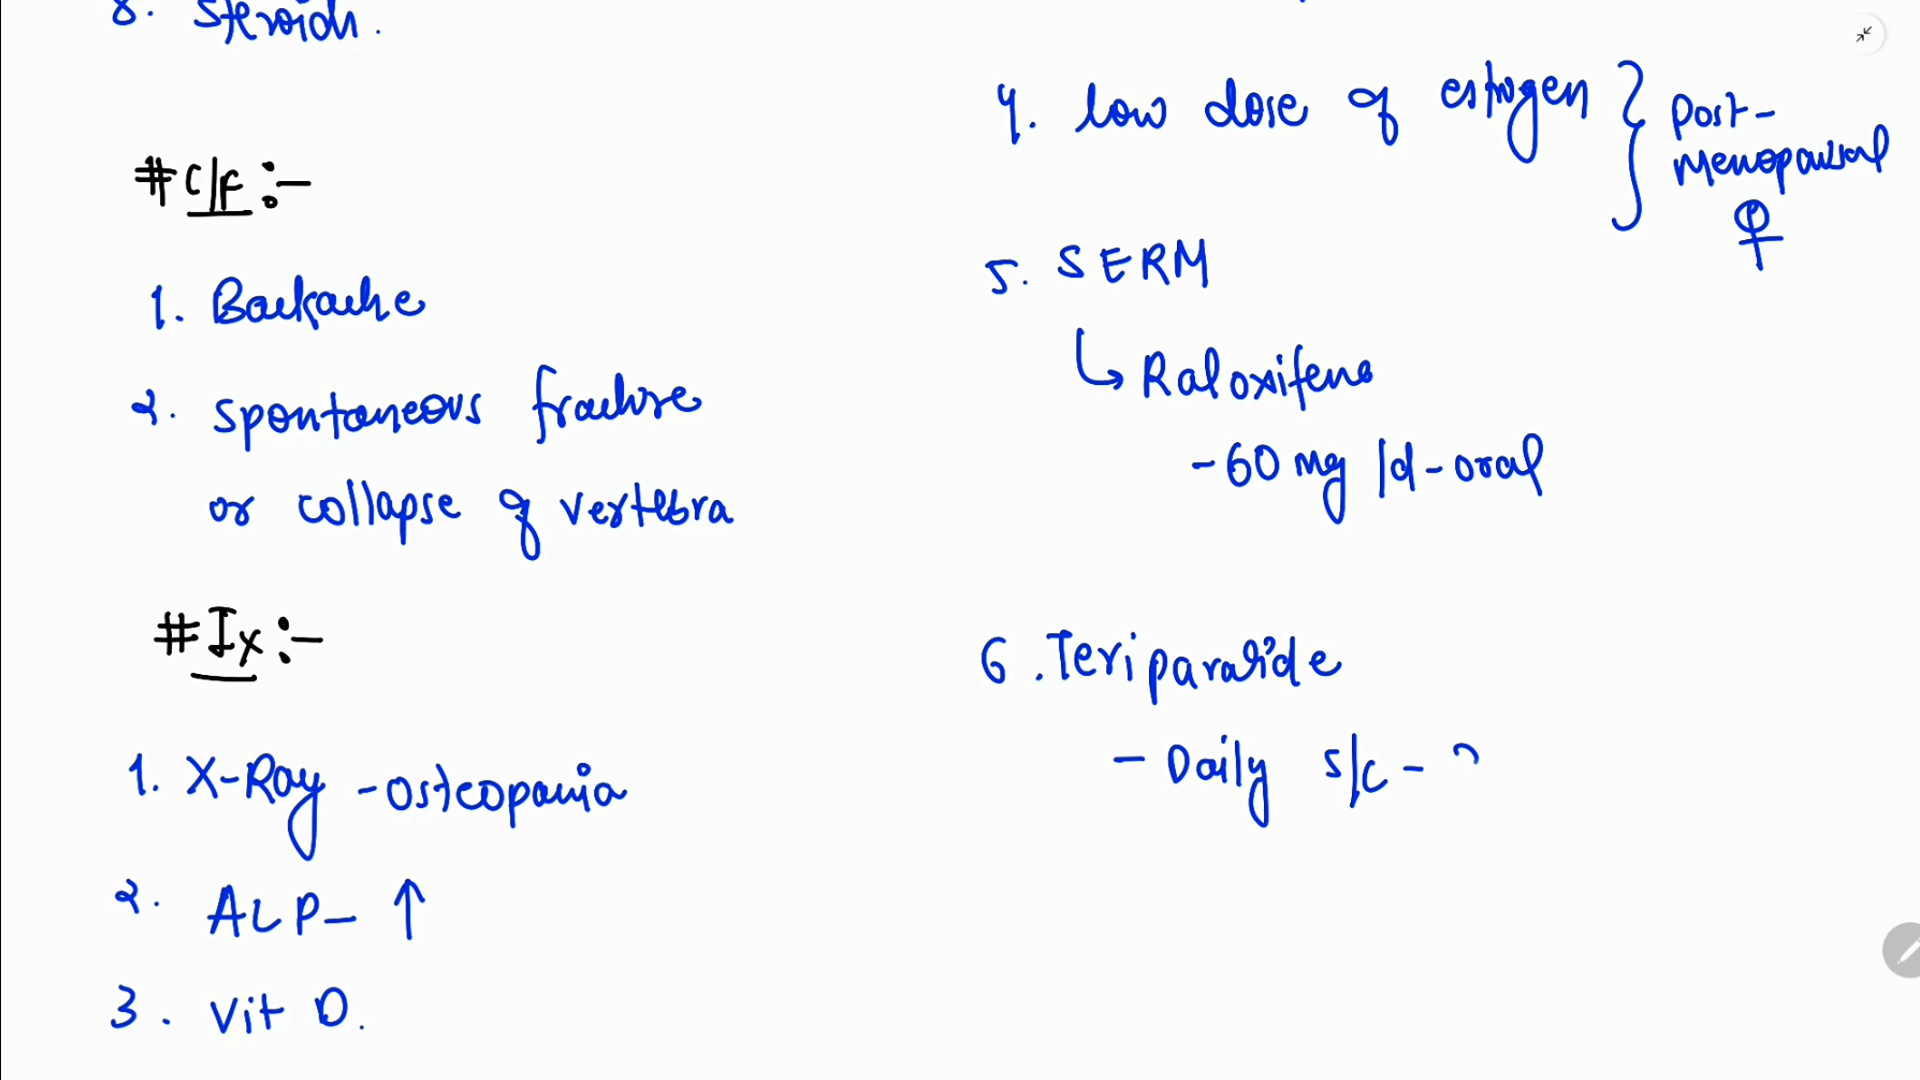 8. Steroids.
#C/F :-
1. Backache
2. Spontaneous fracture
or collapse of vertebra
#Ix :-
1. X-Ray - Osteopania
2. ALP - ↑
3. Vit D.
4. low dose of estrogen } Post-
Menopausal
♀
5. SERM
↳ Raloxifene
- 60 mg /d - oral
6. Teriparatide
- Daily s/c -